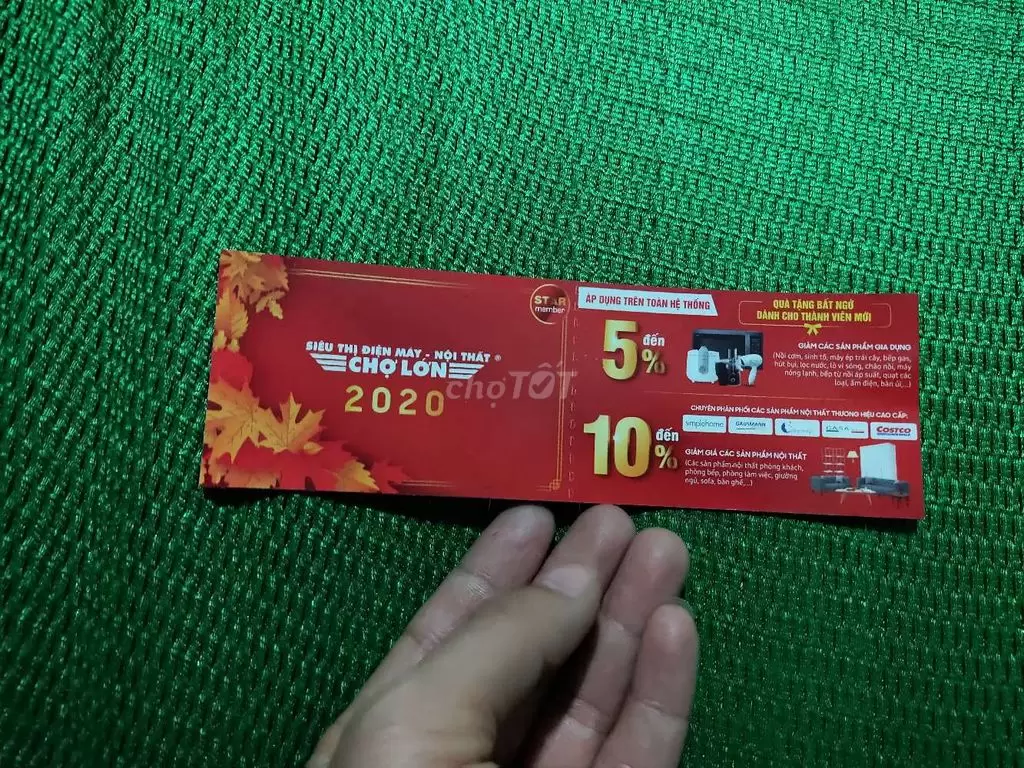 STAR
member
SIÊU THỊ ĐIỆN MÁY - NỘI THẤT ®
CHỢ LỚN
2020
chợTỐT
ÁP DỤNG TRÊN TOÀN HỆ THỐNG
QUÀ TẶNG BẤT NGỜ
DÀNH CHO THÀNH VIÊN MỚI
5 đến
%
GIẢM CÁC SẢN PHẨM GIA DỤNG
(Nồi cơm, sinh tố, máy ép trái cây, bếp gas,
hút bụi, lọc nước, lò vi sóng, chảo nồi, máy
nóng lạnh, bếp từ nồi áp suất, quạt các
loại, ấm điện, bàn ủi,...)
CHUYÊN PHÂN PHỐI CÁC SẢN PHẨM NỘI THẤT THƯƠNG HIỆU CAO CẤP:
simplehome
GAUSMANN
CASA
COSTCO
10 đến
%
GIẢM GIÁ CÁC SẢN PHẨM NỘI THẤT
(Các sản phẩm nội thất phòng khách,
phòng bếp, phòng làm việc, giường
ngủ, sofa, bàn ghế,...)